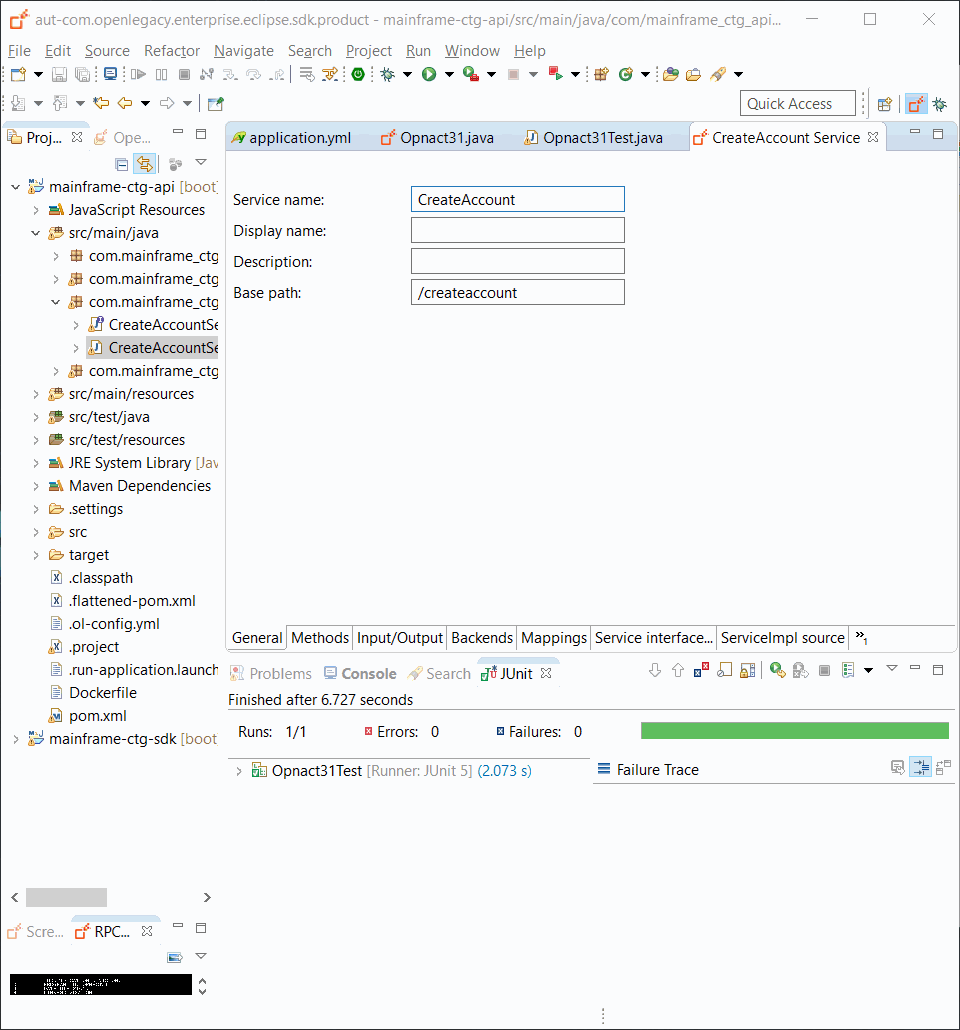 aut-com.openlegacy.enterprise.eclipse.sdk.product - mainframe-ctg-api/src/main/java/com/mainframe_ctg_api...
File Edit Source Refactor Navigate Search Project Run Window Help
Quick Access
Proj... Ope...
application.yml Opnact31.java Opnact31Test.java CreateAccount Service
mainframe-ctg-api [boot]
JavaScript Resources
src/main/java
com.mainframe_ctg
com.mainframe_ctg
com.mainframe_ctg
CreateAccountSe
CreateAccountSe
com.mainframe_ctg
src/main/resources
src/test/java
src/test/resources
JRE System Library [Jav
Maven Dependencies
.settings
src
target
.classpath
.flattened-pom.xml
.ol-config.yml
.project
.run-application.launch
Dockerfile
pom.xml
mainframe-ctg-sdk [boot
Service name: CreateAccount
Display name:
Description:
Base path: /createaccount
General Methods Input/Output Backends Mappings Service interface... ServiceImpl source »1
Problems Console Search JUnit
Finished after 6.727 seconds
Runs: 1/1 Errors: 0 Failures: 0
Opnact31Test [Runner: JUnit 5] (2.073 s)
Failure Trace
Scre... RPC...